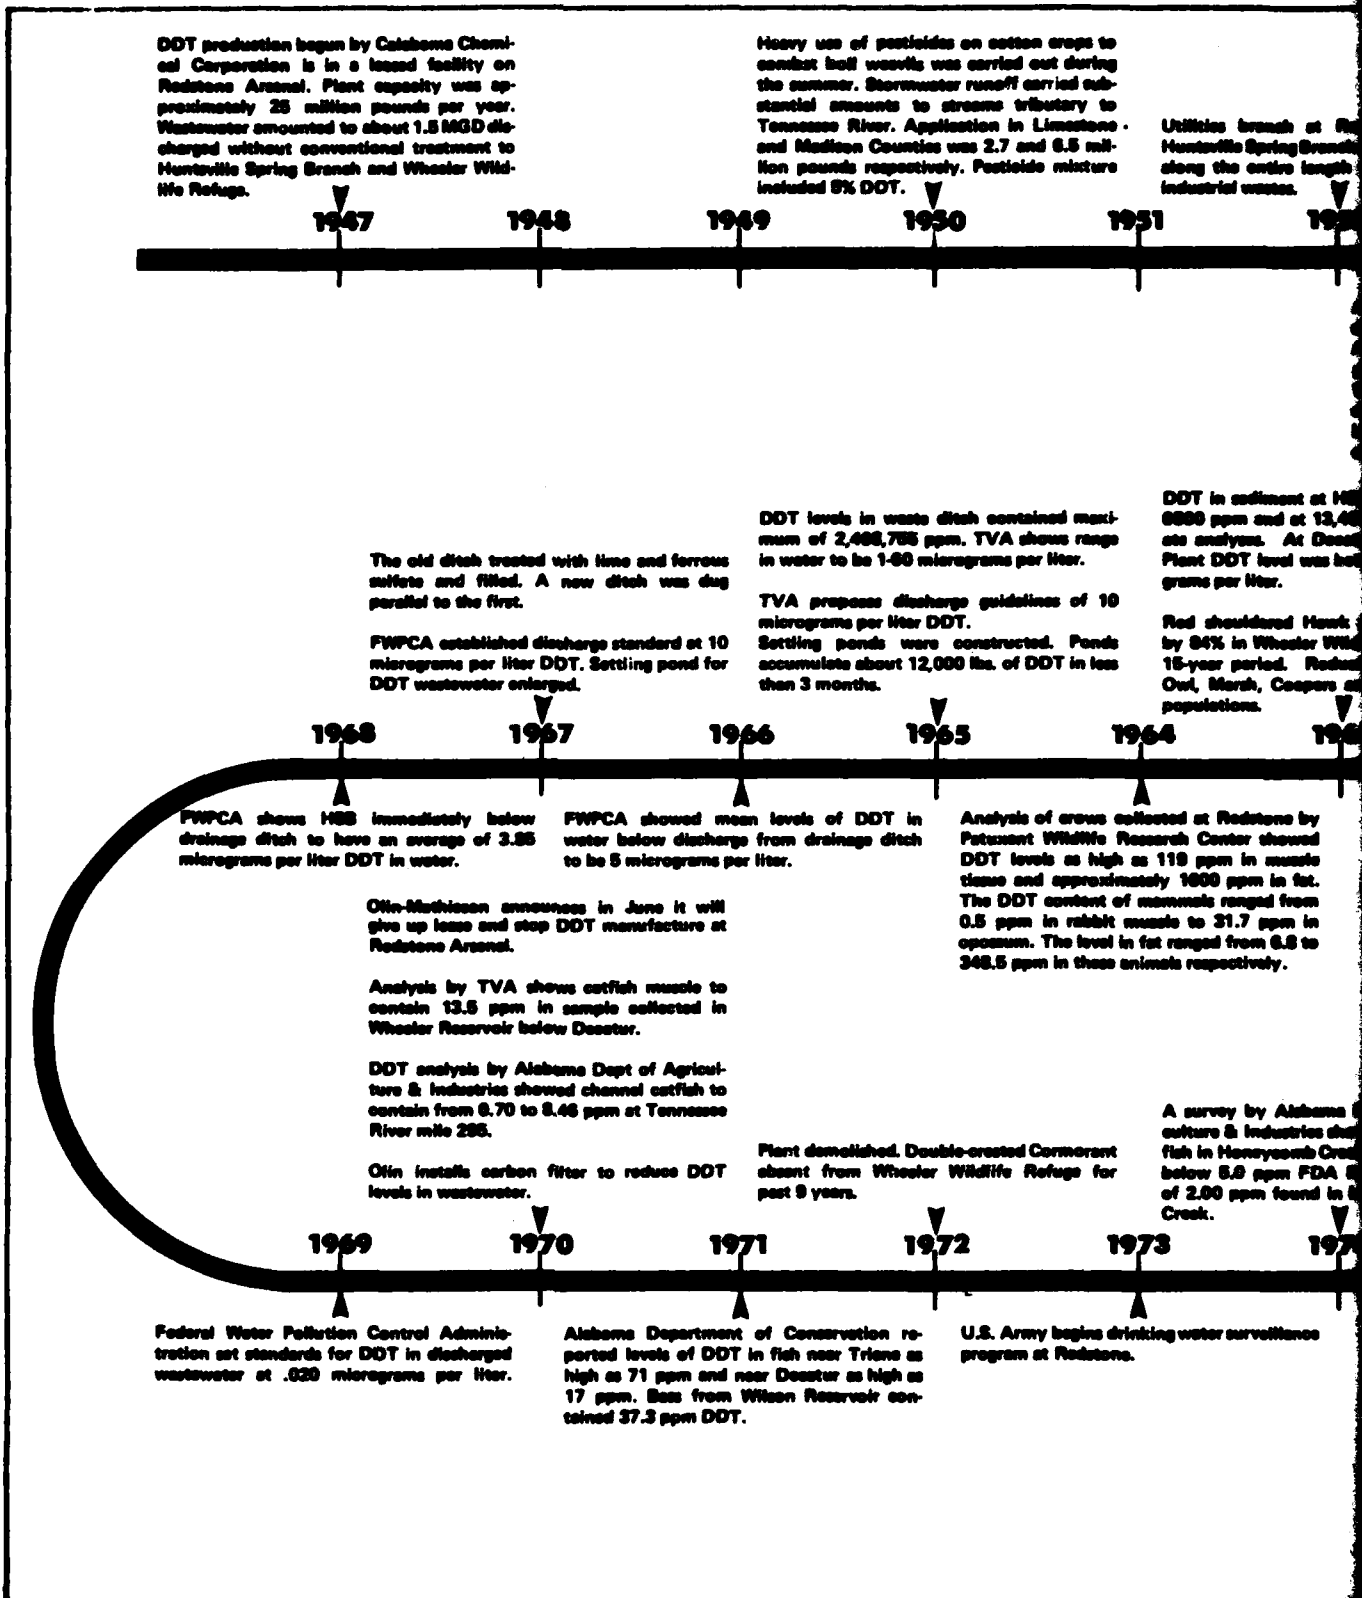 DDT production begun by Calabama Chemi-
cal Corporation is in a leased facility on
Redstone Arsenal. Plant capacity was ap-
proximately 25 million pounds per year.
Wastewater amounted to about 1.5 MGD dis-
charged without conventional treatment to
Huntsville Spring Branch and Wheeler Wild-
life Refuge.
Heavy use of pesticides on cotton crops to
combat boll weevils was carried out during
the summer. Stormwater runoff carried sub-
stantial amounts to streams tributary to
Tennessee River. Application in Limestone
and Madison Counties was 2.7 and 6.5 mil-
lion pounds respectively. Pesticide mixture
included 9% DDT.
Utilities branch at
Huntsville Spring Branch
along the entire length
industrial wastes.
1947 1948 1949 1950 1951
The old ditch treated with lime and ferrous
sulfate and filled. A new ditch was dug
parallel to the first.
FWPCA established discharge standard at 10
micrograms per liter DDT. Settling pond for
DDT wastewater enlarged.
DDT levels in waste ditch contained maxi-
mum of ppm. TVA shows range
in water to be 1-60 micrograms per liter.
TVA proposes discharge guidelines of 10
micrograms per liter DDT.
Settling ponds were constructed. Ponds
accumulate about 12,000 lbs. of DDT in less
than 3 months.
DDT in sediment at
ppm and at
ate analyses. At
Plant DDT level was
grams per liter.
Red shouldered Hawk
by 94% in Wheeler
15-year period.
Owl, Marsh, Coopers
populations.
1968 1967 1966 1965 1964
FWPCA shows HSB immediately below
drainage ditch to have an average of 3.85
micrograms per liter DDT in water.
FWPCA showed mean levels of DDT in
water below discharge from drainage ditch
to be 5 micrograms per liter.
Analysis of crows collected at Redstone by
Patuxent Wildlife Research Center showed
DDT levels as high as 119 ppm in muscle
tissue and approximately 1600 ppm in fat.
The DDT content of mammals ranged from
0.5 ppm in rabbit muscle to 31.7 ppm in
opossum. The level in fat ranged from 6.8 to
348.5 ppm in these animals respectively.
Olin-Mathieson announces in June it will
give up lease and stop DDT manufacture at
Redstone Arsenal.
Analysis by TVA shows catfish muscle to
contain 13.5 ppm in sample collected in
Wheeler Reservoir below Decatur.
DDT analysis by Alabama Dept of Agricul-
ture & Industries showed channel catfish to
contain from 6.70 to 8.46 ppm at Tennessee
River mile 295.
Olin installs carbon filter to reduce DDT
levels in wastewater.
Plant demolished. Double-crested Cormorant
absent from Wheeler Wildlife Refuge for
past 9 years.
A survey by Alabama
culture & Industries
fish in Honeycomb
below 5.0 ppm FDA
of 2.00 ppm found in
Creek.
1969 1970 1971 1972 1973
Federal Water Pollution Control Adminis-
tration set standards for DDT in discharged
wastewater at .020 micrograms per liter.
Alabama Department of Conservation re-
ported levels of DDT in fish near Triana as
high as 71 ppm and near Decatur as high as
17 ppm. Bass from Wilson Reservoir con-
tained 37.3 ppm DDT.
U.S. Army begins drinking water surveillance
program at Redstone.